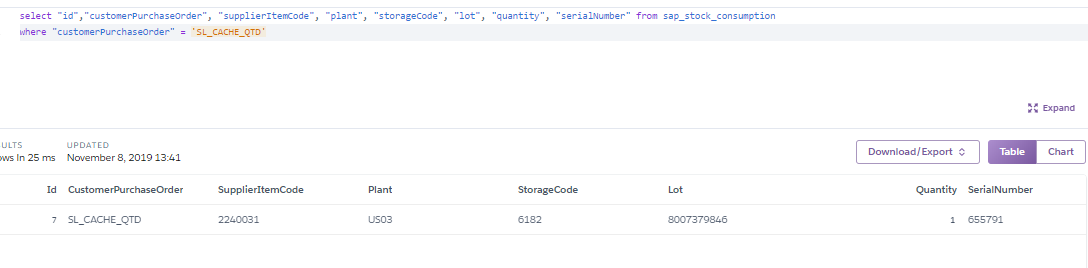 select "id","customerPurchaseOrder", "supplierItemCode", "plant", "storageCode", "lot", "quantity", "serialNumber" from sap_stock_consumption
where "customerPurchaseOrder" = 'SL_CACHE_QTD'
Expand
ULTS UPDATED
ows In 25 ms November 8, 2019 13:41
Download/Export Table Chart
Id CustomerPurchaseOrder SupplierItemCode Plant StorageCode Lot Quantity SerialNumber
7 SL_CACHE_QTD 2240031 US03 6182 8007379846 1 655791